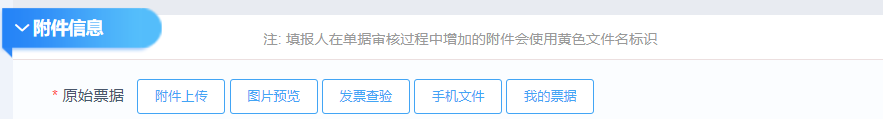 附件信息
注: 填报人在单据审核过程中增加的附件会使用黄色文件名标识
* 原始票据 附件上传 图片预览 发票查验 手机文件 我的票据